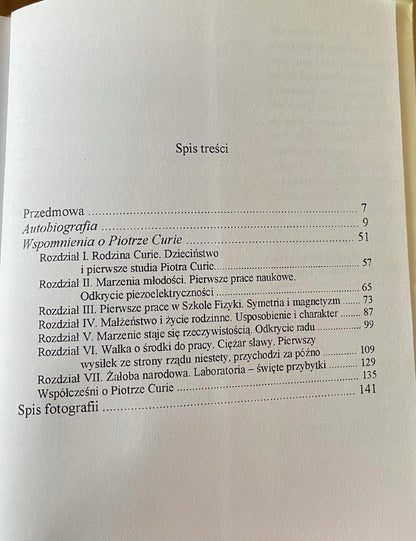 Spis treści
Przedmowa ........................................ 7
Autobiografia ........................................ 9
Wspomnienia o Piotrze Curie ........................................ 51
Rozdział I. Rodzina Curie. Dzieciństwo
i pierwsze studia Piotra Curie........................................ 57
Rozdział II. Marzenia młodości. Pierwsze prace naukowe.
Odkrycie piezoelektryczności ........................................ 65
Rozdział III. Pierwsze prace w Szkole Fizyki. Symetria i magnetyzm .... 73
Rozdział IV. Małżeństwo i życie rodzinne. Usposobienie i charakter ...... 87
Rozdział V. Marzenie staje się rzeczywistością. Odkrycie radu ............ 99
Rozdział VI. Walka o środki do pracy. Ciężar sławy. Pierwszy
wysiłek ze strony rządu niestety, przychodzi za późno ............ 109
Rozdział VII. Żałoba narodowa. Laboratoria – święte przybytki ............ 129
Współcześni o Piotrze Curie ........................................ 135
Spis fotografii ........................................ 141